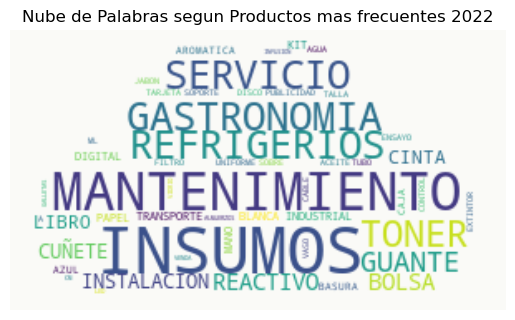 Nube de Palabras segun Productos mas frecuentes 2022
AROMATICA
KIT
AGUA
SERVICIO
JABON
TARJETA
SOPORTE
DISCO
PUBLICIDAD
TALLA
GASTRONOMIA
REFRIGERIOS
ENSAYO
ML
DIGITAL
FILTRO
UNIFORME
SOBRE
ACEITE
TUBO
CINTA
MANTENIMIENTO
CABLE
CAJA
CONTROL
EXTINTOR
LIBRO
PAPEL
TRANSPORTE
BLANCA
INDUSTRIAL
TONER
CUÑETE
INSUMOS
MANO
VASO
GUANTE
AZUL
INSTALACION
REACTIVO
BASURA
BOLSA